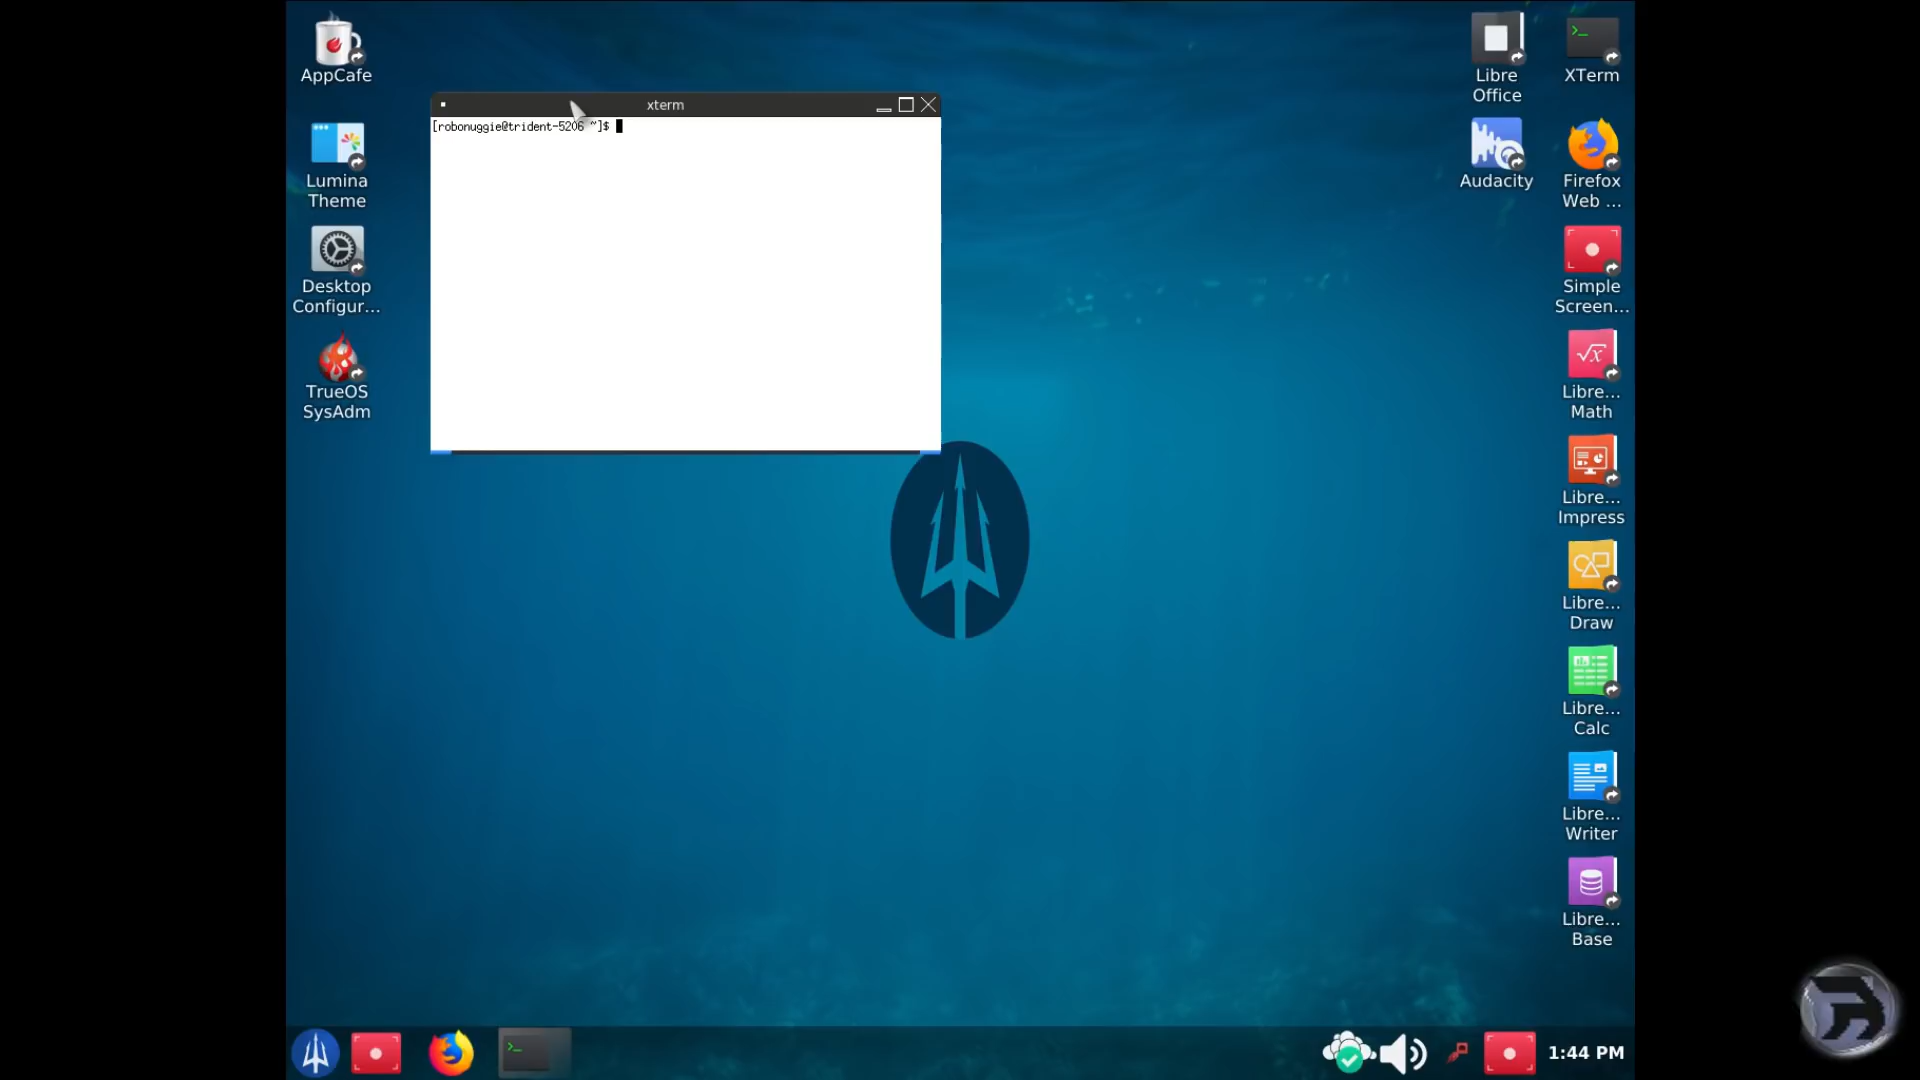 AppCafe
Lumina
Theme
Desktop
Configur...
TrueOS
SysAdm
xterm
[robonuggie@trident-5206 ~]$
Libre
Office
XTerm
Audacity
Firefox
Web ...
Simple
Screen...
Libre...
Math
Libre...
Impress
Libre...
Draw
Libre...
Calc
Libre...
Writer
Libre...
Base
1:44 PM